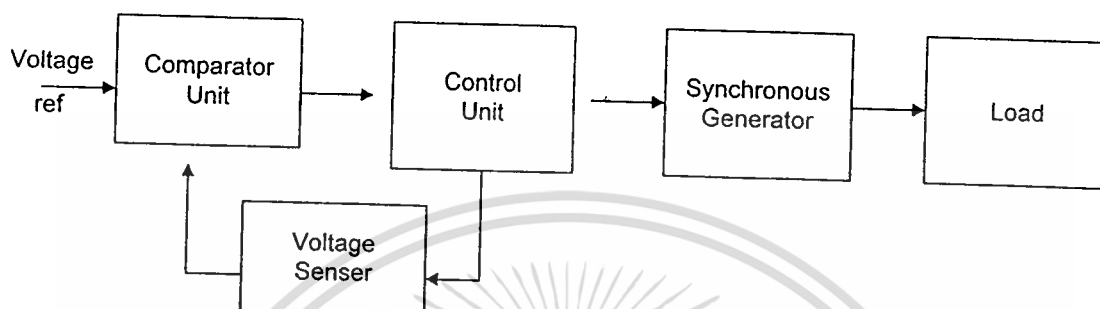 Voltage
ref
Comparator
Unit
Control
Unit
Synchronous
Generator
Load
Voltage
Senser